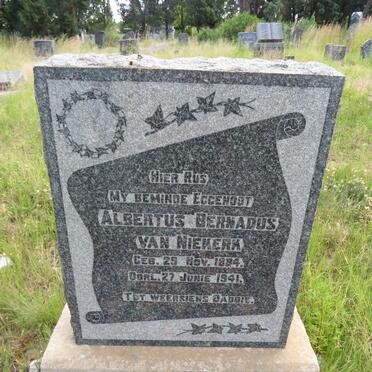 HIER RUS
MY BEMINDE EGGENOOT
ALBERTUS BERNADUS
VAN NIEKERK
GEB. 29 NOV. 1884.
OORL. 27 JUNIE 1941.
TOT WEERSIENS DADDIE.